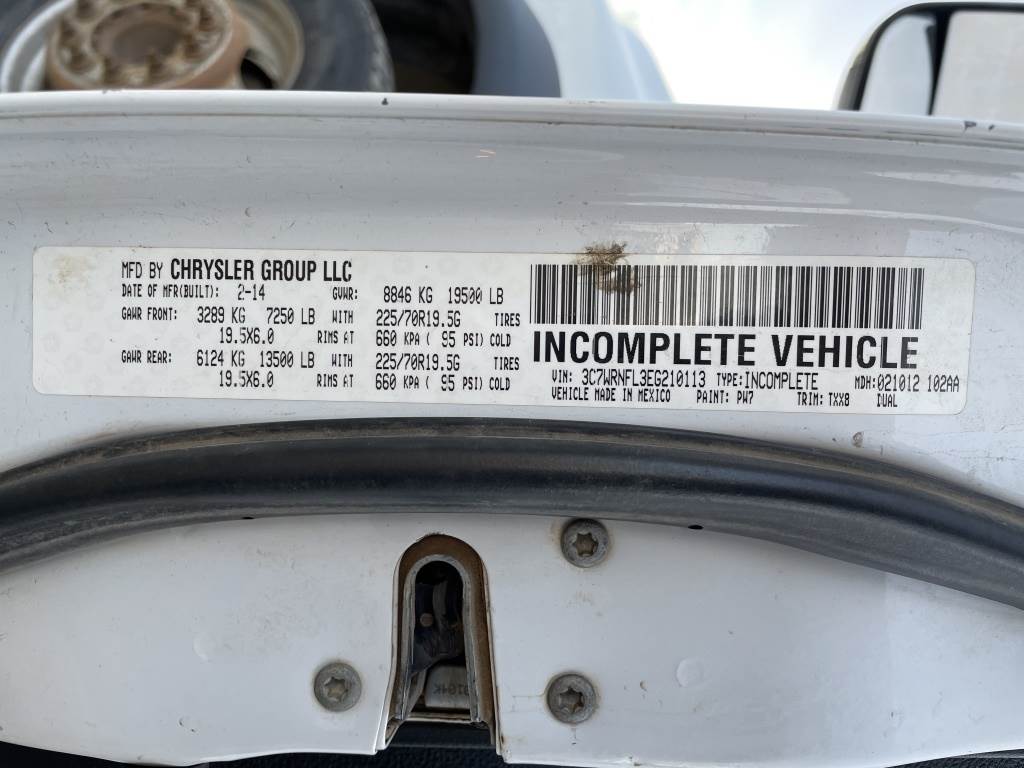 MFD BY CHRYSLER GROUP LLC
DATE OF MFR(BUILT): 2-14 GVWR: 8846 KG 19500 LB
GAWR FRONT: 3289 KG 7250 LB WITH 225/70R19.5G TIRES
19.5X6.0 RIMS AT 660 KPA ( 95 PSI) COLD
GAWR REAR: 6124 KG 13500 LB WITH 225/70R19.5G TIRES
19.5X6.0 RIMS AT 660 KPA ( 95 PSI) COLD
INCOMPLETE VEHICLE
VIN: 3C7WRNFL3EG210113 TYPE:INCOMPLETE MDH:021012 102AA
VEHICLE MADE IN MEXICO PAINT: PW7 TRIM: TXX8 DUAL